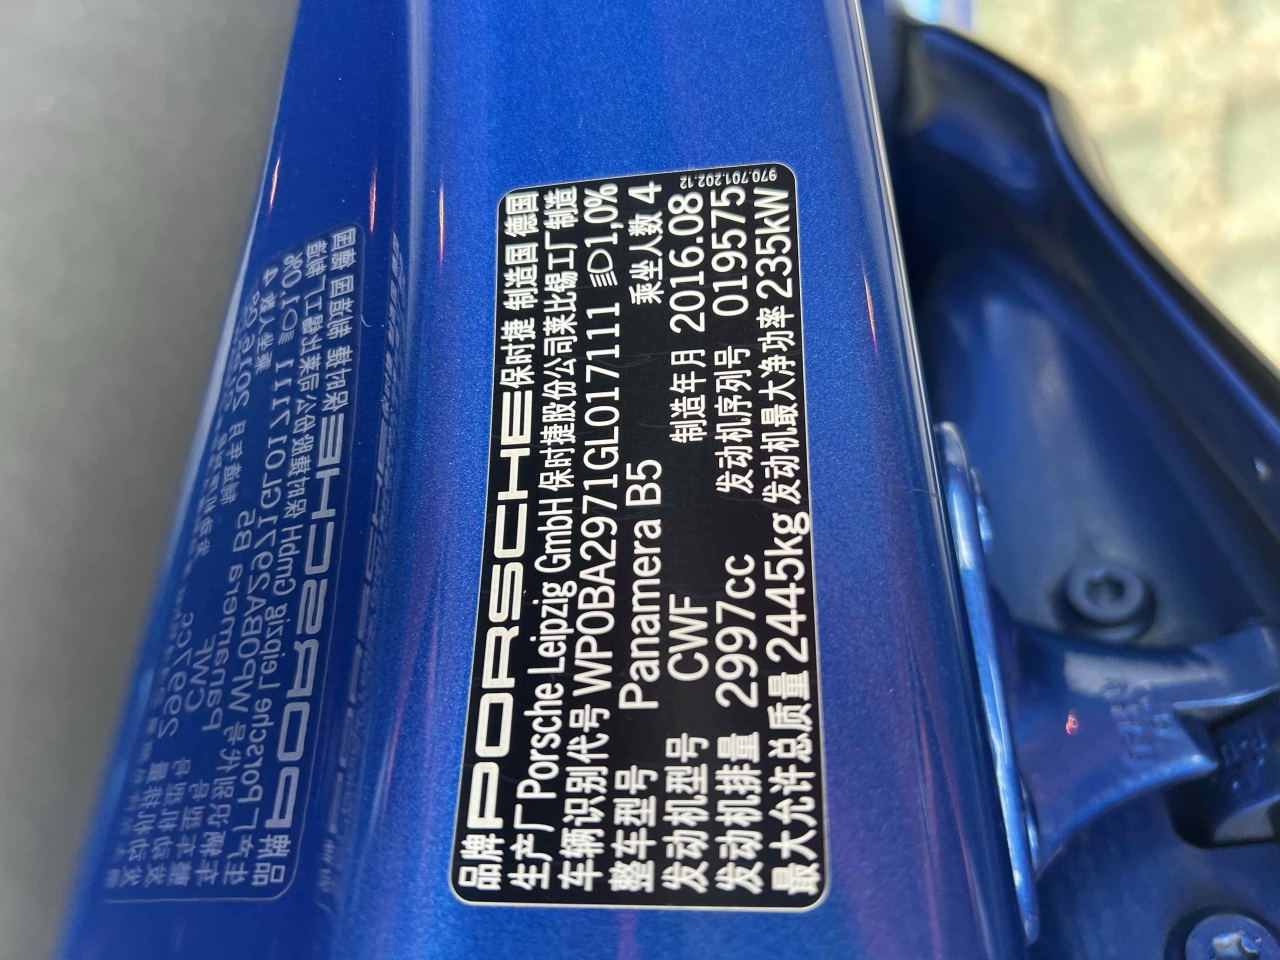 品牌 PORSCHE 保时捷 制造国 德国
生产厂 Porsche Leipzig GmbH 保时捷股份公司莱比锡工厂制造
车辆识别代号 WP0BA2971GL017111 1,0%
整车型号 Panamera B5 乘坐人数 4
发动机型号 CWF 制造年月 2016.08
发动机排量 2997cc 发动机序列号 019575
最大允许总质量 2445kg 发动机最大净功率 235kW
970.701.202.12